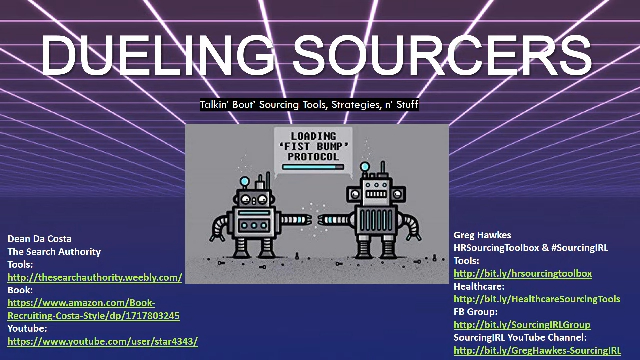 DUELING SOURCERS
Talkin' Bout' Sourcing Tools, Strategies, n' Stuff
LOADING
'FIST BUMP'
PROTOCOL
Dean Da Costa
The Search Authority
Tools:
http://thesearchauthority.weebly.com/
Book:
https://www.amazon.com/Book-
Recruiting-Costa-Style/dp/1717803245
Youtube:
https://www.youtube.com/user/star4343/
Greg Hawkes
HRSourcingToolbox & #SourcingIRL
Tools:
http://bit.ly/hrsourcingtoolbox
Healthcare:
http://bit.ly/HealthcareSourcingTools
FB Group:
http://bit.ly/SourcingIRLGroup
SourcingIRL YouTube Channel:
http://bit.ly/GregHawkes-SourcingIRL